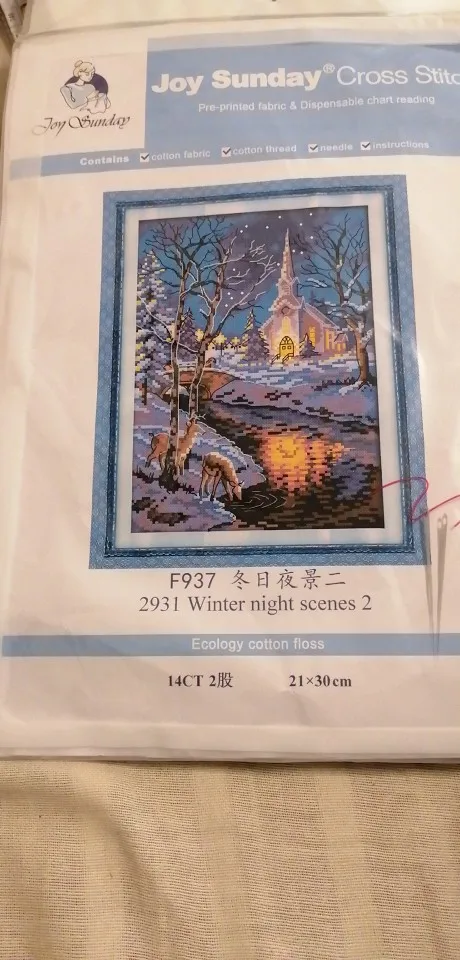 Joy Sunday® Cross Stitc
Pre-printed fabric & Dispensable chart reading
Joy Sunday
Contains cotton fabric cotton thread needle instructions
F937 冬日夜景二
2931 Winter night scenes 2
Ecology cotton floss
14CT 2股 21×30cm